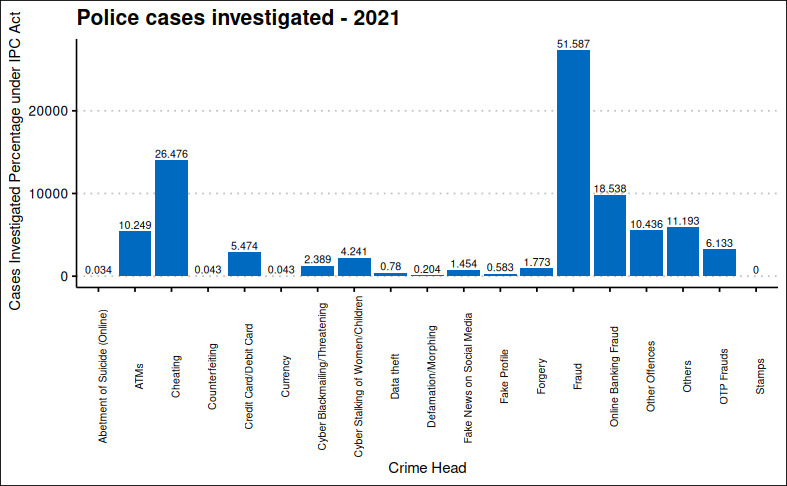 Police cases investigated - 2021
Cases Investigated Percentage under IPC Act
20000
10000
0
0.034
10.249
26.476
0.043
5.474
0.043
2.389
4.241
0.78
0.204
1.454
0.583
1.773
51.587
18.538
10.436
11.193
6.133
0
Abetment of Suicide (Online)
ATMs
Cheating
Counterfeiting
Credit Card/Debit Card
Currency
Cyber Blackmailing/Threatening
Cyber Stalking of Women/Children
Data theft
Defamation/Morphing
Fake News on Social Media
Fake Profile
Forgery
Fraud
Online Banking Fraud
Other Offences
Others
OTP Frauds
Stamps
Crime Head